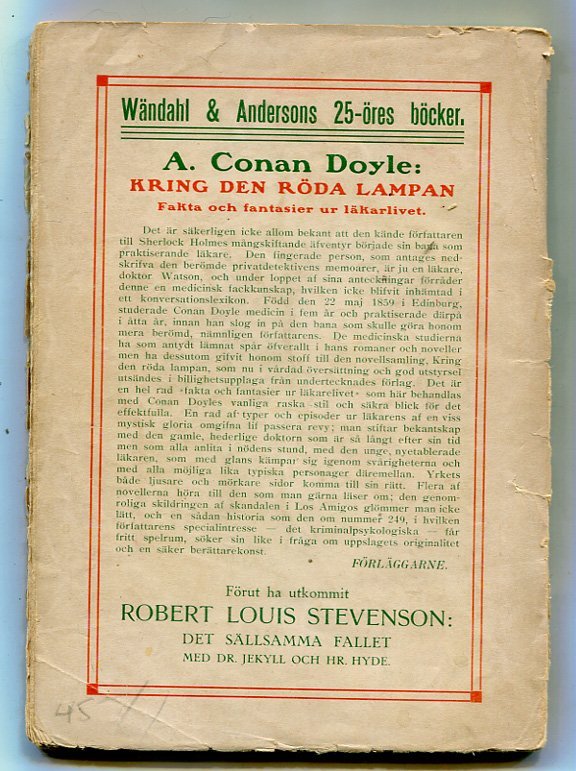 Wändahl & Andersons 25-öres böcker.
A. Conan Doyle:
KRING DEN RÖDA LAMPAN
Fakta och fantasier ur läkarlivet.
Det är säkerligen icke allom bekant att den kände författaren
till Sherlock Holmes mångskiftande äfventyr började sin bana som
praktiserande läkare. Den fingerade person, som antages ned-
skrifva den berömde privatdetektivens memoarer, är ju en läkare,
doktor Watson, och under loppet af sina anteckningar förråder
denne en medicinsk fackkunskap, hvilken icke blifvit inhämtad i
ett konversationslexikon. Född den 22 maj 1859 i Edinburg,
studerade Conan Doyle medicin i fem år och praktiserade därpå
i åtta år, innan han slog in på den bana som skulle göra honom
mera berömd, nämnligen författarens. De medicinska studierna
ha som antydt lämnat spår öfverallt i hans romaner och noveller
men ha dessutom gifvit honom stoff till den novellsamling, Kring
den röda lampan, som nu i vårdad översättning och god utstyrsel
utsändes i billighetsupplaga från undertecknades förlag. Det är
en hel rad »fakta och fantasier ur läkarelivet» som här behandlas
med Conan Doyles vanliga raska stil och säkra blick för det
effektfulla. En rad af typer och episoder ur läkarens af en viss
mystisk gloria omgifna lif passera revy; man stiftar bekantskap
med den gamle, hederlige doktorn som är så långt efter sin tid
men som alla anlita i nödens stund, med den unge, nyetablerade
läkaren, som med glans kämpar sig igenom svårigheterna och
med alla möjliga lika typiska personager däremellan. Yrkets
både ljusare och mörkare sidor komma till sin rätt. Flera af
novellerna höra till den som man gärna läser om; den genom-
roliga skildringen af skandalen i Los Amigos glömmer man icke
lätt, och en sådan historia som den om nummer 249, i hvilken
författarens specialintresse — det kriminalpsykologiska — får
fritt spelrum, söker sin like i fråga om uppslagets originalitet
och en säker berättarekonst.
FÖRLÄGGARNE.
Förut ha utkommit
ROBERT LOUIS STEVENSON:
DET SÄLLSAMMA FALLET
MED DR. JEKYLL OCH HR. HYDE.
45